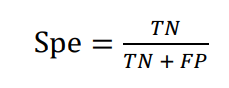 Spe = TN / TN + FP